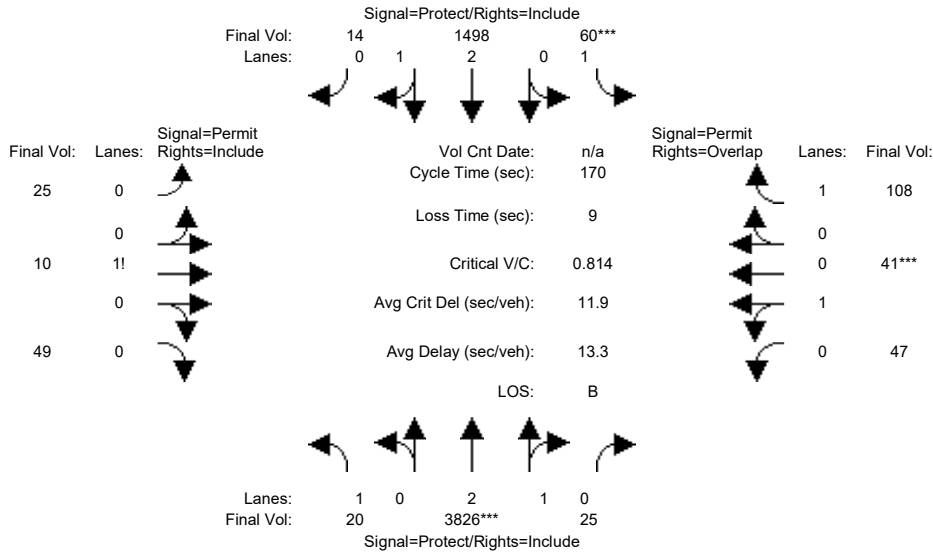 Signal=Protect/Rights=Include
Final Vol: 14 1498 60***
Lanes: 0 1 2 0 1
Signal=Permit
Final Vol: Lanes: Rights=Include
Vol Cnt Date: n/a
Signal=Permit
Rights=Overlap Lanes: Final Vol:
Cycle Time (sec): 170
25 0
1 108
Loss Time (sec): 9
0
0
10 1!
Critical V/C: 0.814
0 41***
0
Avg Crit Del (sec/veh): 11.9
1
49 0
Avg Delay (sec/veh): 13.3
0 47
LOS: B
Lanes: 1 0 2 1 0
Final Vol: 20 3826*** 25
Signal=Protect/Rights=Include